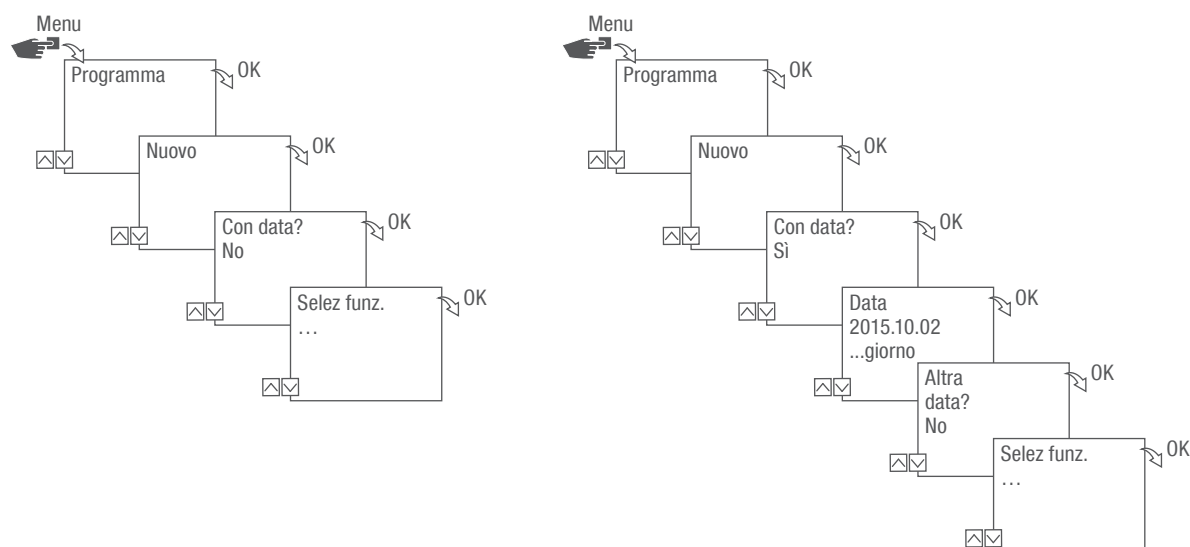 Menu
Programma
OK
Nuovo
OK
Con data?
No
OK
Selez funz.
...
OK
Menu
Programma
OK
Nuovo
OK
Con data?
Sì
OK
Data
2015.10.02
...giorno
OK
Altra
data?
No
OK
Selez funz.
...
OK